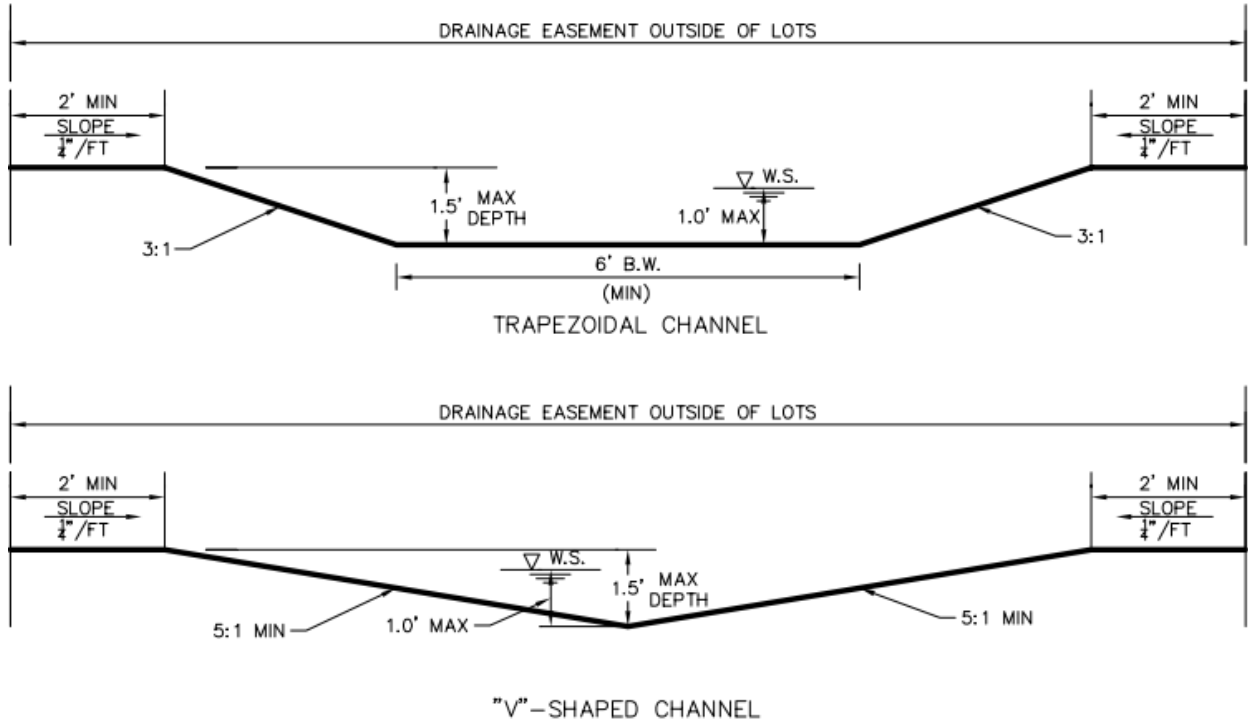 DRAINAGE EASEMENT OUTSIDE OF LOTS
2' MIN
SLOPE
1/4"/FT
2' MIN
SLOPE
1/4"/FT
W.S.
1.5' MAX
DEPTH
1.0' MAX
3:1
3:1
6' B.W.
(MIN)
TRAPEZOIDAL CHANNEL
DRAINAGE EASEMENT OUTSIDE OF LOTS
2' MIN
SLOPE
1/4"/FT
2' MIN
SLOPE
1/4"/FT
W.S.
1.5' MAX
DEPTH
5:1 MIN
1.0' MAX
5:1 MIN
"V"-SHAPED CHANNEL